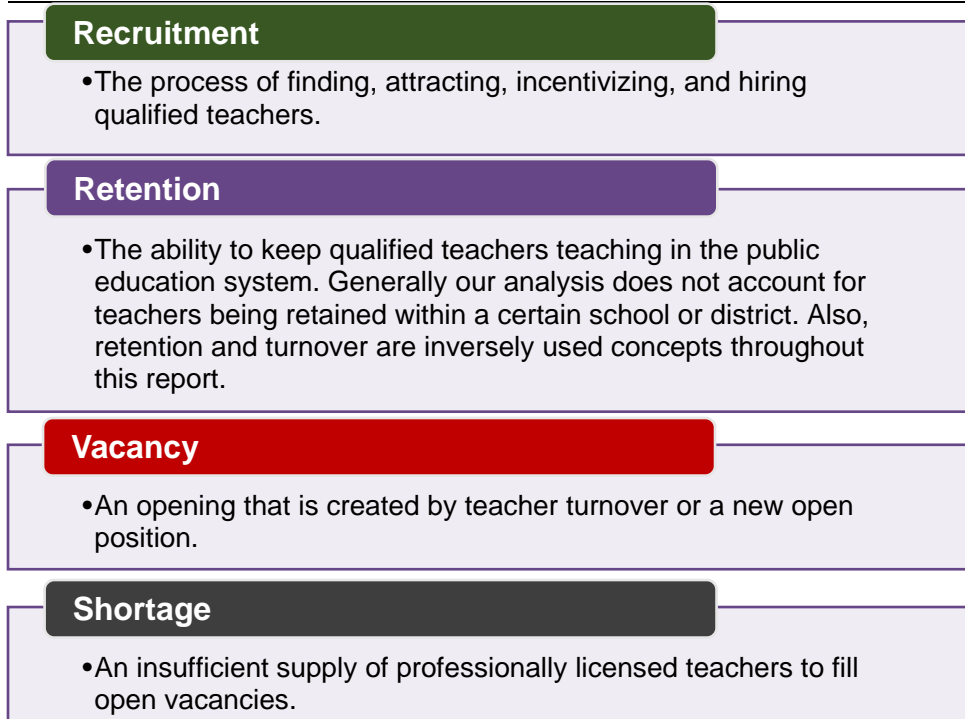 Recruitment
•The process of finding, attracting, incentivizing, and hiring
qualified teachers.
Retention
•The ability to keep qualified teachers teaching in the public
education system. Generally our analysis does not account for
teachers being retained within a certain school or district. Also,
retention and turnover are inversely used concepts throughout
this report.
Vacancy
•An opening that is created by teacher turnover or a new open
position.
Shortage
•An insufficient supply of professionally licensed teachers to fill
open vacancies.